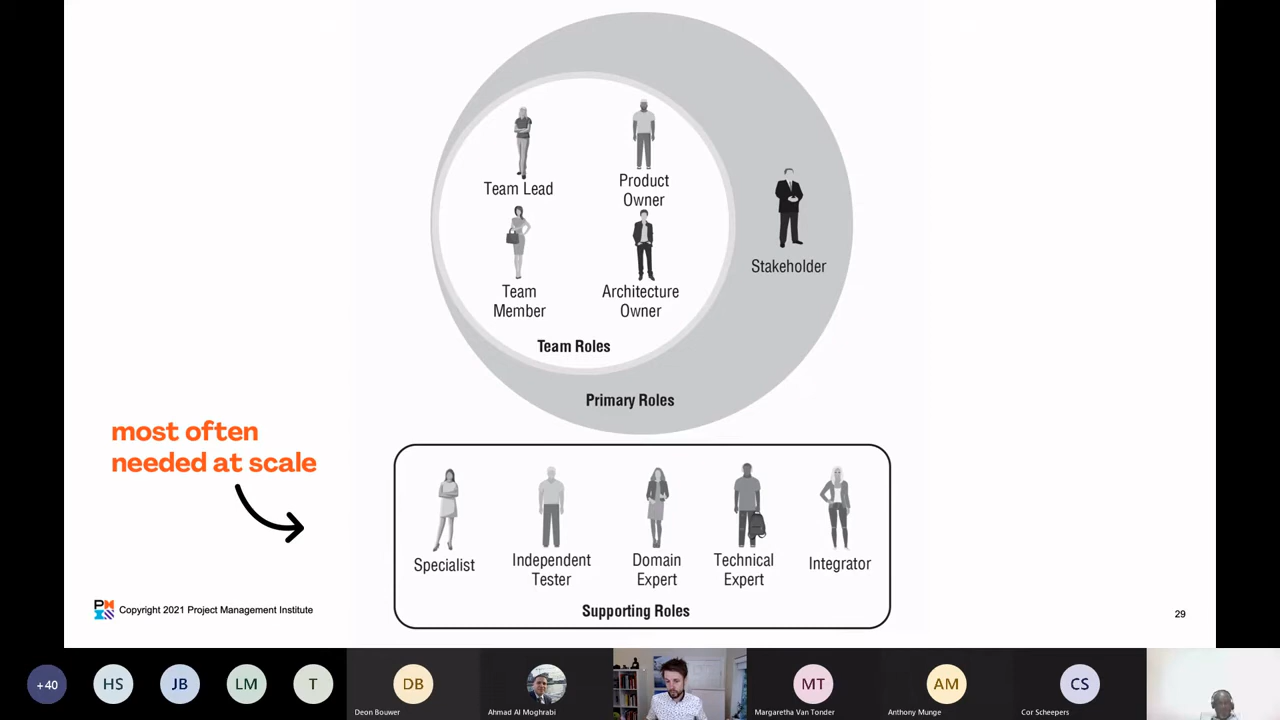 Team Lead
Product
Owner
Team
Member
Architecture
Owner
Team Roles
Stakeholder
Primary Roles
most often
needed at scale
Specialist
Independent
Tester
Domain
Expert
Technical
Expert
Integrator
Supporting Roles
Copyright 2021 Project Management Institute
29
+40
HS
JB
LM
T
DB
Deon Bouwer
Ahmad Al Moghrabi
MT
Margaretha Van Tonder
AM
Anthony Munge
CS
Cor Scheepers